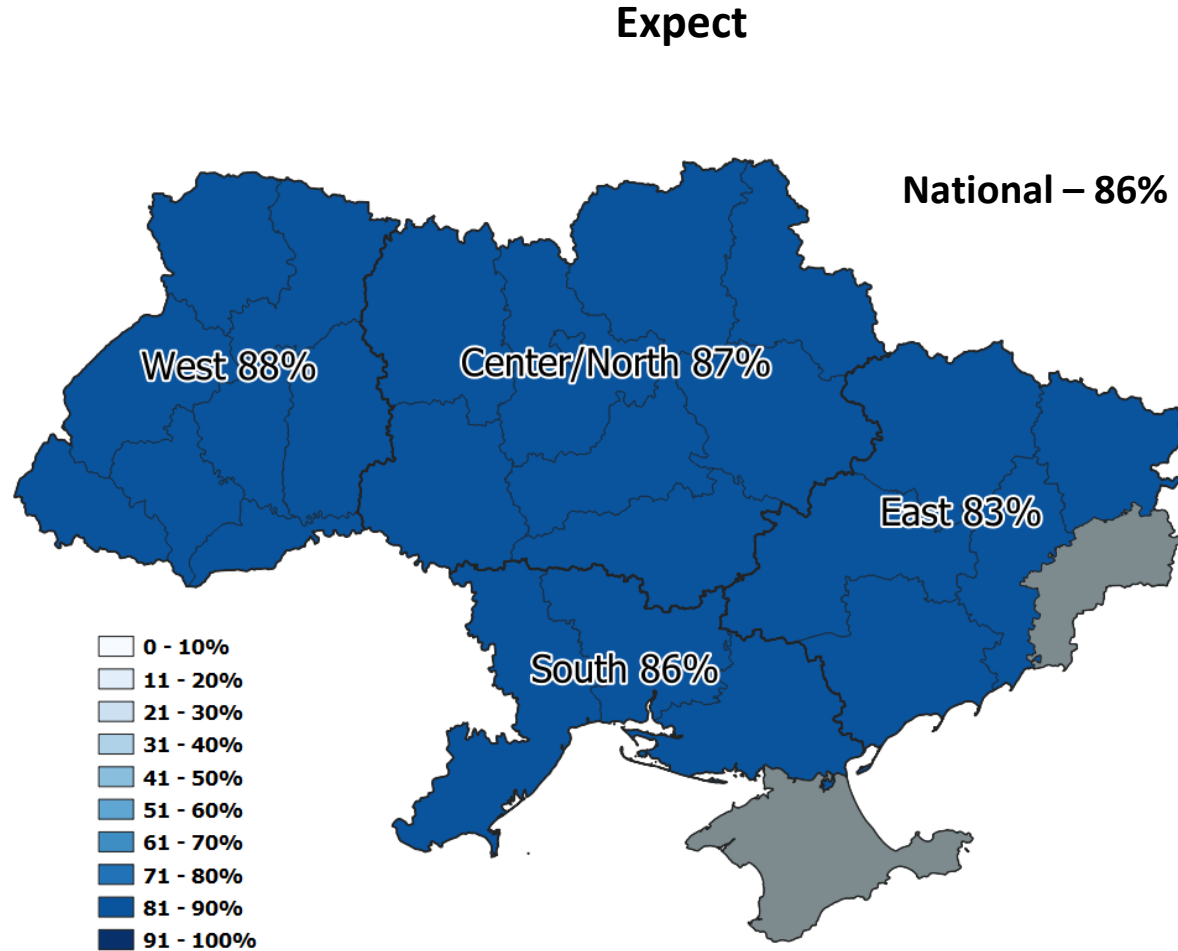 Expect
National – 86%
West 88%
Center/North 87%
East 83%
South 86%
0 - 10%
11 - 20%
21 - 30%
31 - 40%
41 - 50%
51 - 60%
61 - 70%
71 - 80%
81 - 90%
91 - 100%